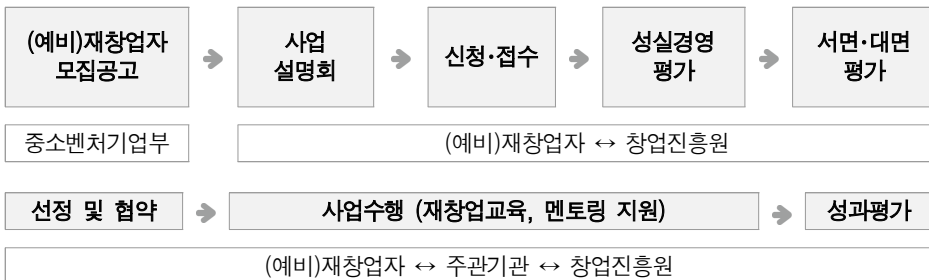 (예비)재창업자
모집공고
사업
설명회
신청·접수
성실경영
평가
서면·대면
평가
중소벤처기업부
(예비)재창업자 ↔ 창업진흥원
선정 및 협약
사업수행 (재창업교육, 멘토링 지원)
성과평가
(예비)재창업자 ↔ 주관기관 ↔ 창업진흥원